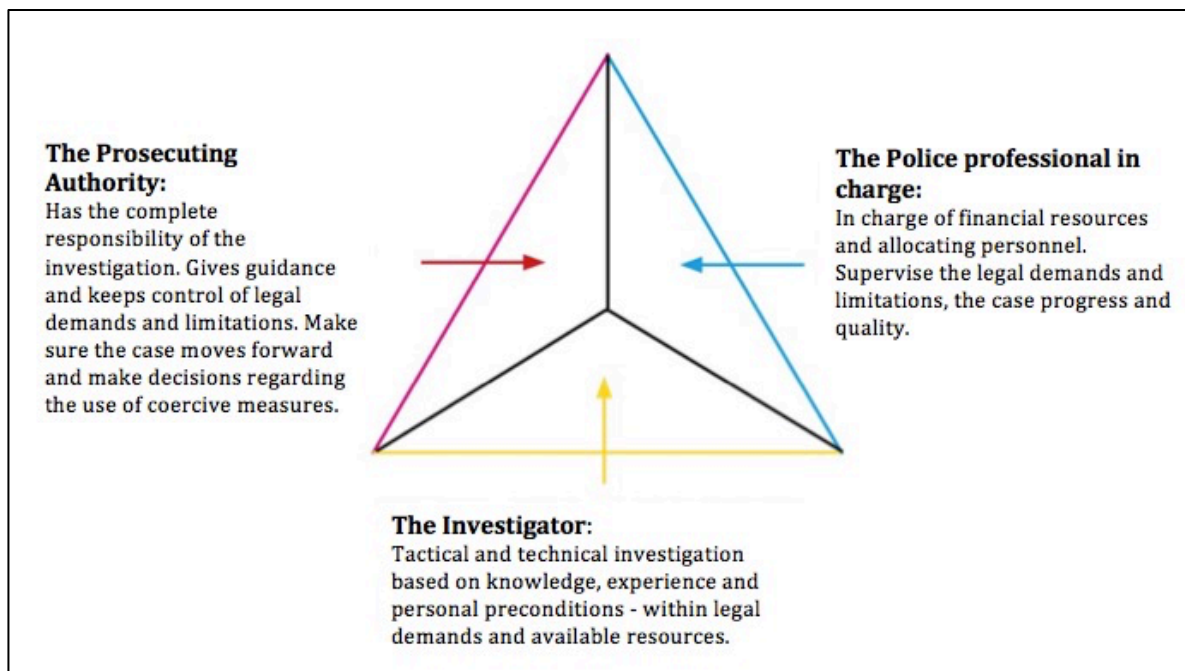 The Prosecuting
Authority:
Has the complete
responsibility of the
investigation. Gives guidance
and keeps control of legal
demands and limitations. Make
sure the case moves forward
and make decisions regarding
the use of coercive measures.
The Police professional in
charge:
In charge of financial resources
and allocating personnel.
Supervise the legal demands and
limitations, the case progress and
quality.
The Investigator:
Tactical and technical investigation
based on knowledge, experience and
personal preconditions - within legal
demands and available resources.